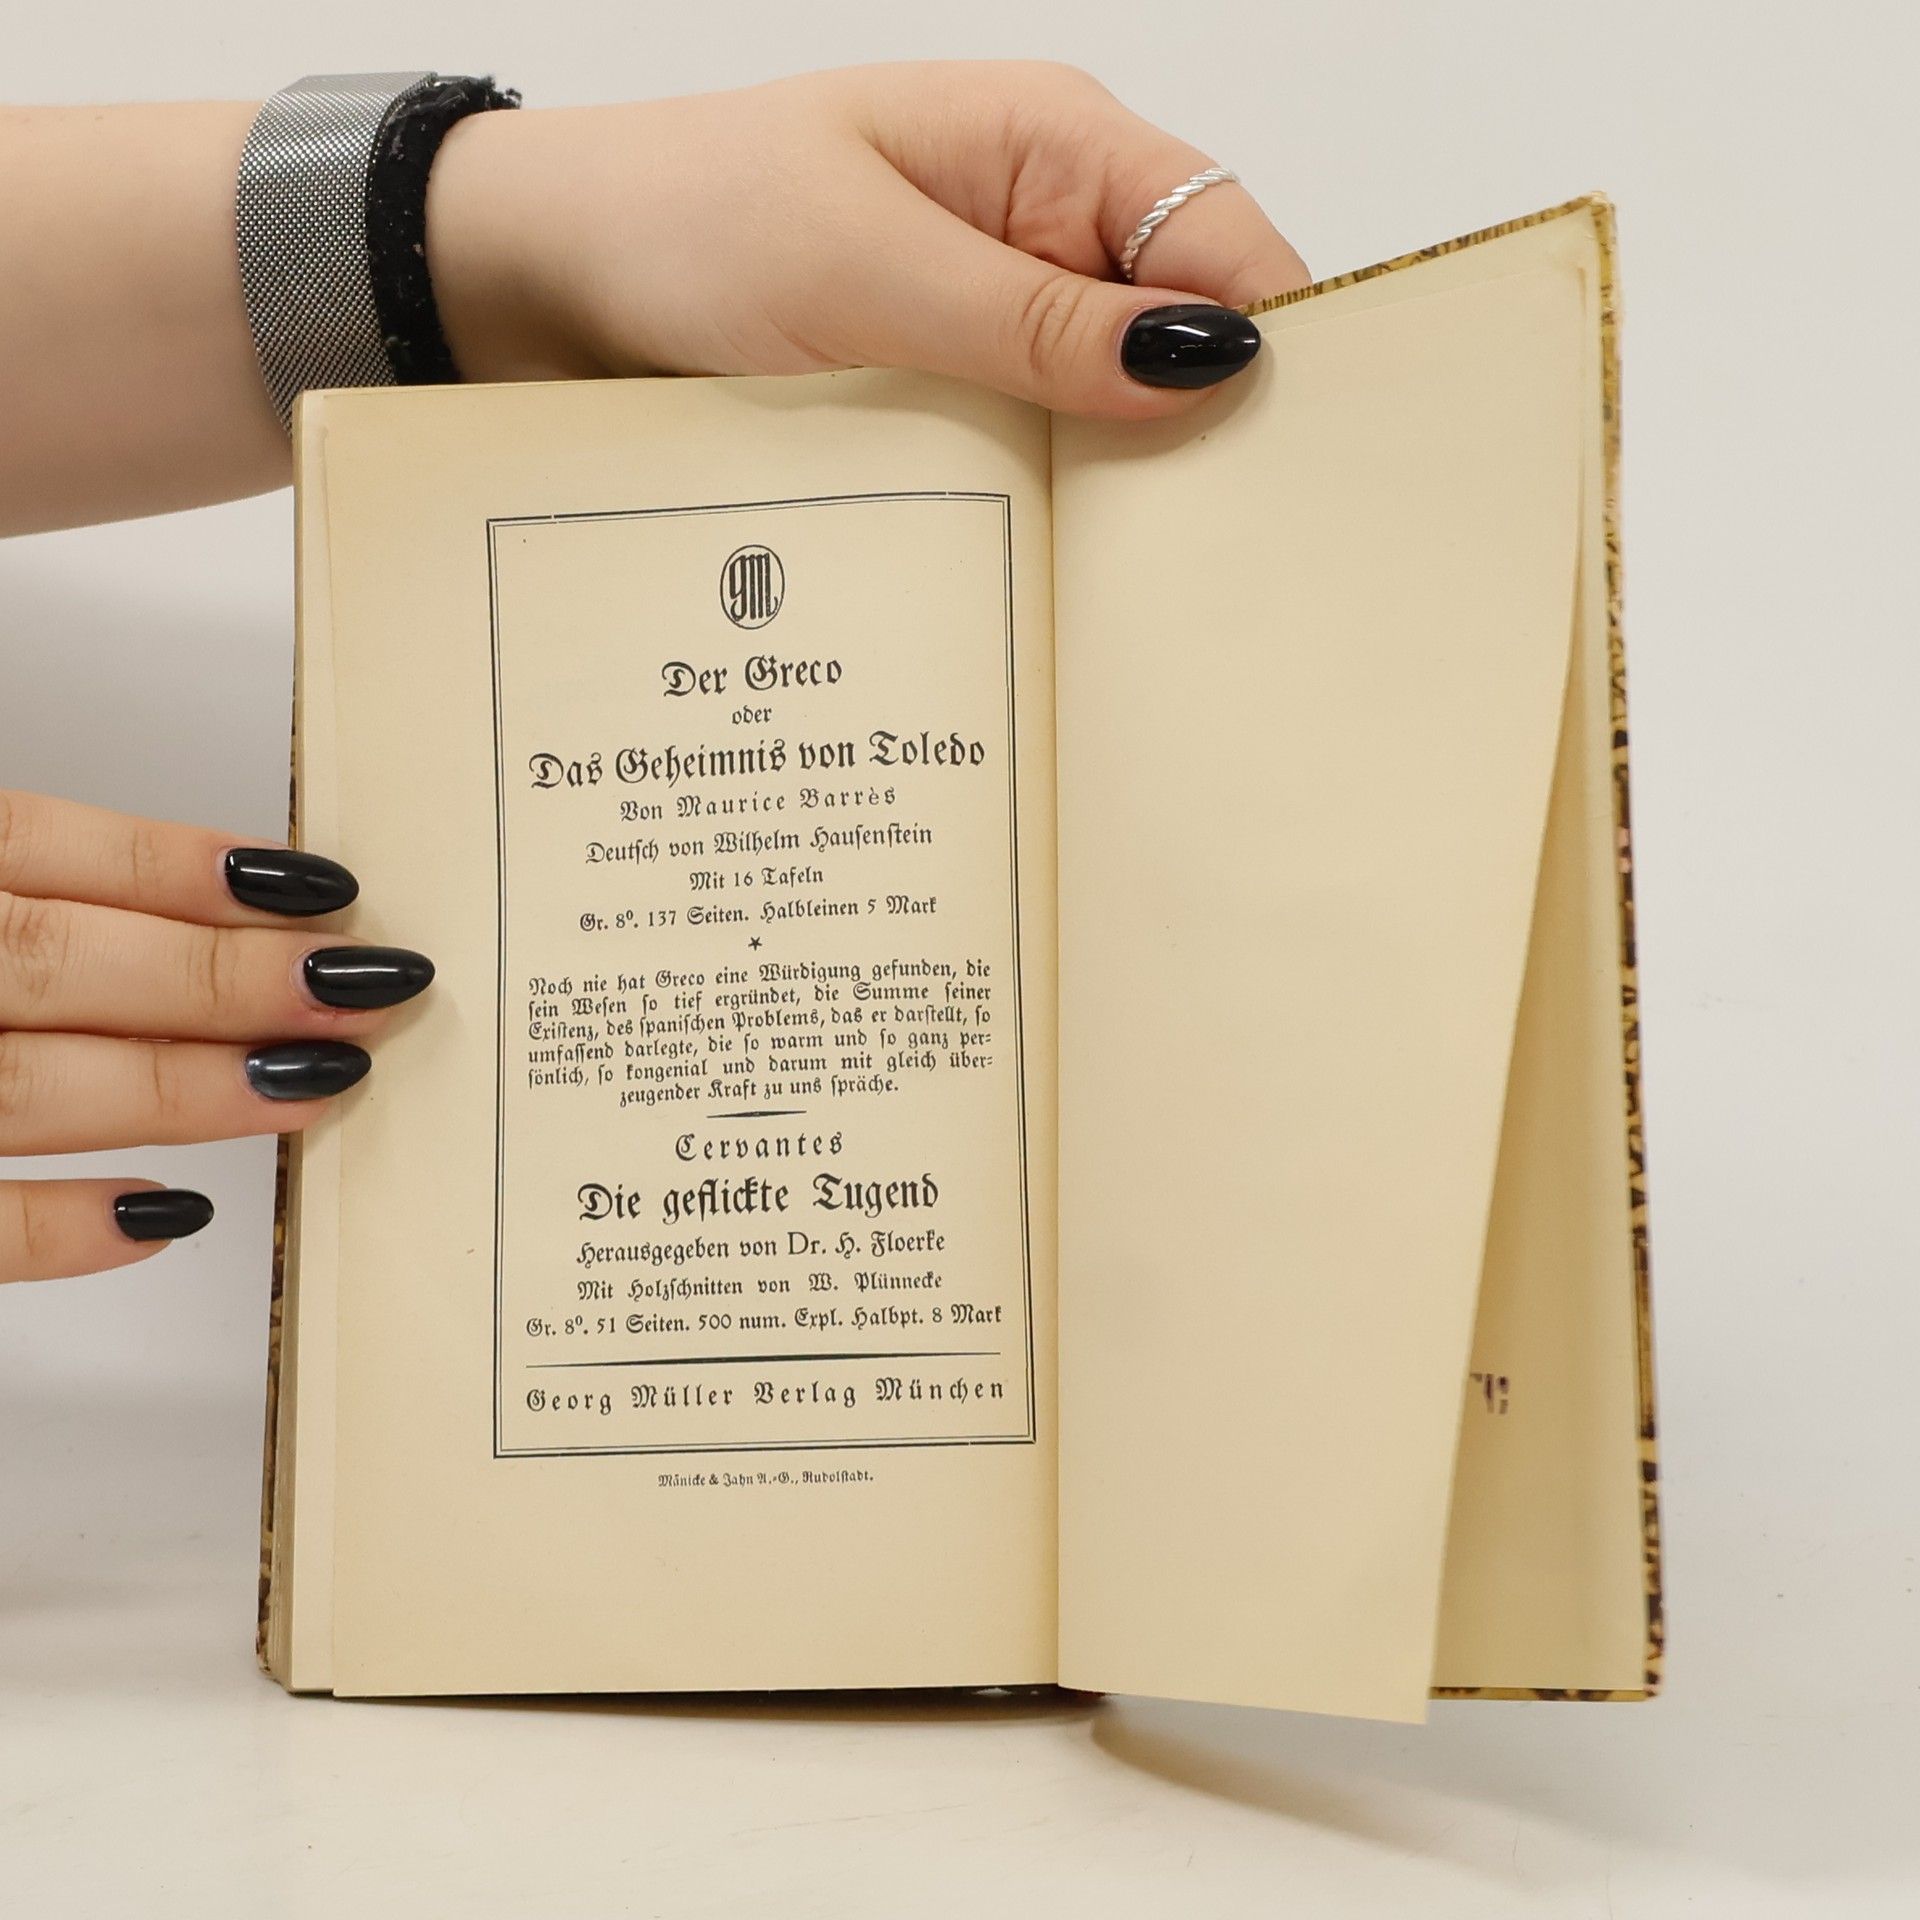 GM
Der Greco
oder
Das Geheimnis von Toledo
Von Maurice Barrès
Deutsch von Wilhelm Hausenstein
Mit 16 Tafeln
Gr. 8⁰. 137 Seiten. Halbleinen 5 Mark
*
Noch nie hat Greco eine Würdigung gefunden, die
sein Wesen so tief ergründet, die Summe seiner
Existenz, des spanischen Problems, das er darstellt, so
umfassend darlegte, die so warm und so ganz per-
sönlich, so kongenial und darum mit gleich über-
zeugender Kraft zu uns spräche.
Cervantes
Die geflickte Tugend
Herausgegeben von Dr. H. Floerke
Mit Holzschnitten von W. Plünnecke
Gr. 8⁰. 51 Seiten. 500 num. Expl. Halbpt. 8 Mark
Georg Müller Verlag München
Mänicke & Jahn A.-G., Rudolstadt.